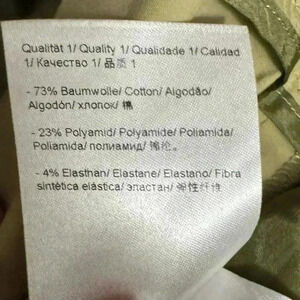 Qualität 1/ Quality 1/ Qualidade 1/ Calidad
1/ Качество 1/ 品质 1
- 73% Baumwolle/ Cotton/ Algodão/
Algodón/ хлопок/ 棉
- 23% Polyamid/ Polyamide/ Poliamida/
Poliamida/ полиамид/ 锦纶。
- 4% Elasthan/ Elastane/ Elastano/ Fibra
sintética elástica/ эластан/ 弹性纤维